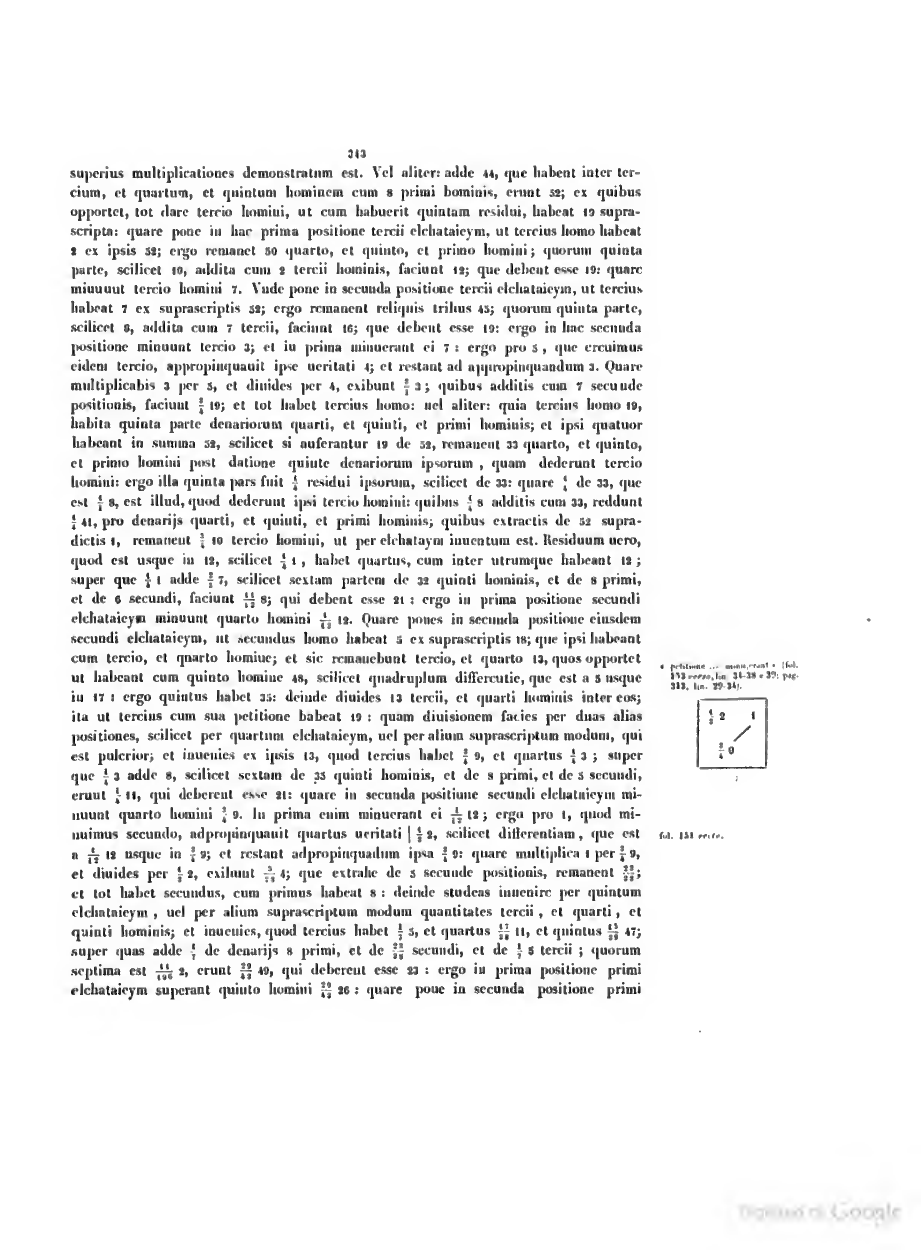 343
superius multiplicationes demonstratum est. Vel aliter: adde 44, que habent inter ter-
cium, et quartum, et quintum hominem cum 8 primi hominis, erunt 52; ex quibus
opportet, tot dare tercio homini, ut cum habuerit quintam residui, habeat 19 supra-
scripta: quare pone in hac prima positione tercii elchataieym, ut tercius homo habeat
2 ex ipsis 52; ergo remanet 50 quarto, et quinto, et primo homini; quorum quinta
parte, scilicet 10, addita cum 2 tercii hominis, faciunt 12; que debent esse 19: quare
minuunt tercio homini 7. Vnde pone in secunda positione tercii elchataieym, ut tercius
habeat 7 ex suprascriptis 52; ergo remanent reliquis tribus 45; quorum quinta parte,
scilicet 9, addita cum 7 tercii, faciunt 16; que debent esse 19: ergo in hac secunda
positione minuunt tercio 3; et in prima minuerant ei 7 : ergo pro 5 , que creuimus
eidem tercio, appropinquauit ipse ueritati 4; et restant ad appropinquandum 3. Quare
multiplicabis 3 per 5, et diuides per 4, exibunt 3/4 3 ; quibus additis cum 7 secunde
positionis, faciunt 3/4 10; et tot habet tercius homo: uel aliter: quia tercius homo 19,
habita quinta parte denariorum quarti, et quinti, et primi hominis; et ipsi quatuor
habeant in summa 52, scilicet si auferantur 19 de 52, remanent 33 quarto, et quinto,
et primo homini post datione quinte denariorum ipsorum , quam dederunt tercio
homini: ergo illa quinta pars fuit 1/4 residui ipsorum, scilicet de 33: quare 1/4 de 33, que
est 1/4 8, est illud, quod dederunt ipsi tercio homini: quibus 1/4 8 additis cum 33, reddunt
1/4 41, pro denarijs quarti, et quinti, et primi hominis; quibus extractis de 52 supra-
dictis 1, remanent 3/4 10 tercio homini, ut per elchataym inuentum est. Residuum uero,
quod est usque in 12, scilicet 1/4 1 , habet quartus, cum inter utrumque habeant 12 ;
super que 1/4 1 adde 2/3 7, scilicet sextam partem de 32 quinti hominis, et de 8 primi,
et de 6 secundi, faciunt 11/12 8; qui debent esse 21 : ergo in prima positione secundi
elchataieym minuunt quarto homini 1/12 12. Quare pones in secunda positione eiusdem
secundi elchataieym, ut secundus homo habeat 5 ex suprascriptis 18; que ipsi habeant
cum tercio, et quarto homine; et sic remanebunt tercio, et quarto 13, quos opportet
ut habeant cum quinto homine 48, scilicet quadruplum differentie, que est a 5 usque
in 17 : ergo quintus habet 35: deinde diuides 13 tercii, et quarti hominis inter eos;
ita ut tercius cum sua petitione habeat 19 : quam diuisionem facies per duas alias
positiones, scilicet per quartum elchataieym, uel per alium suprascriptum modum, qui
est pulcrior; et inuenies ex ipsis 13, quod tercius habet 3/4 9, et quartus 1/4 3 ; super
que 1/4 3 adde 8, scilicet sextam de 35 quinti hominis, et de 8 primi, et de 5 secundi,
erunt 1/4 11, qui deberent esse 21: quare in secunda positione secundi elchataieym mi-
nuunt quarto homini 3/4 9. In prima enim minuerant ei 1/12 12 ; ergo pro 1, quod mi-
nuimus secundo, adpropinquauit quartus ueritati | 1/3 2, scilicet differentiam , que est
a 1/12 12 usque in 3/4 9; et restant adpropinquadum ipsa 3/4 9: quare multiplica 1 per 3/4 9,
et diuides per 1/3 2, exibunt 5/28 4; que extrahe de 5 secunde positionis, remanent 23/28;
et tot habet secundus, cum primus habeat 8 : deinde studeas inuenire per quintum
elchataieym , uel per alium suprascriptum modum quantitates tercii , et quarti , et
quinti hominis; et inuenies, quod tercius habet 1/7 5, et quartus 17/28 11, et quintus 13/28 47;
super quas adde 1/7 de denarijs 8 primi, et de 23/28 secundi, et de 1/7 5 tercii ; quorum
septima est 2, erunt 49, qui deberent esse 23 : ergo in prima positione primi
elchataieym superant quinto homini 26 : quare pone in secunda positione primi
« petitione ... minuerant » (fol.
153 verso, lin. 34-38 e 39; pag.
343, lin. 29-34).
1/3 2 1
3/4 9
fol. 154 recto.
Digitized by Google